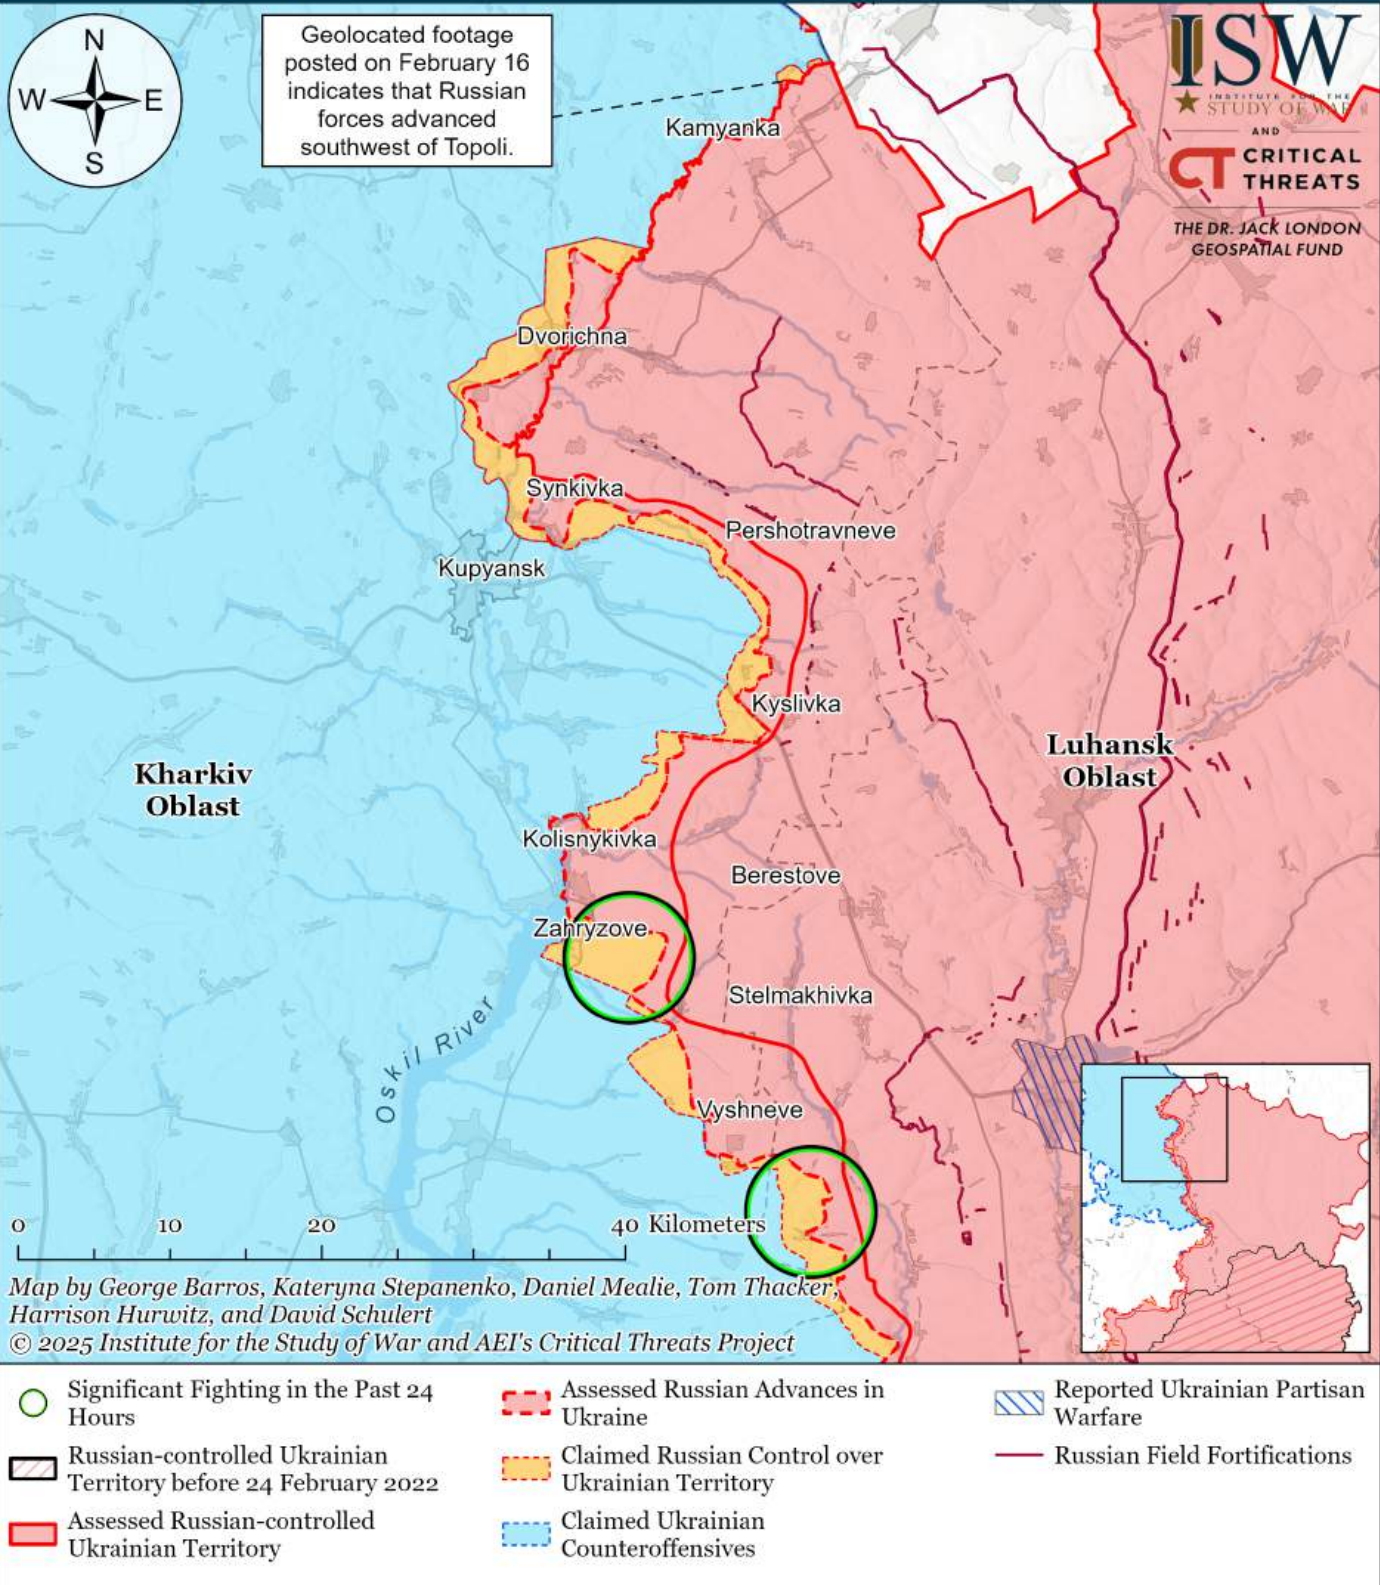 N
W E
S
Geolocated footage
posted on February 16
indicates that Russian
forces advanced
southwest of Topoli.
ISW
INSTITUTE FOR THE
STUDY OF WAR
AND
CT CRITICAL
THREATS
THE DR. JACK LONDON
GEOSPATIAL FUND
Kamyanka
Dvorichna
Synkivka
Pershotravneve
Kupyansk
Kyslivka
Luhansk
Oblast
Kharkiv
Oblast
Kolisnykivka
Berestove
Zahryzove
Stelmakhivka
Oskil River
Vyshneve
0 10 20 40 Kilometers
Map by George Barros, Kateryna Stepanenko, Daniel Mealie, Tom Thacker,
Harrison Hurwitz, and David Schulert
© 2025 Institute for the Study of War and AEI's Critical Threats Project
Significant Fighting in the Past 24
Hours
Russian-controlled Ukrainian
Territory before 24 February 2022
Assessed Russian-controlled
Ukrainian Territory
Assessed Russian Advances in
Ukraine
Claimed Russian Control over
Ukrainian Territory
Claimed Ukrainian
Counteroffensives
Reported Ukrainian Partisan
Warfare
Russian Field Fortifications